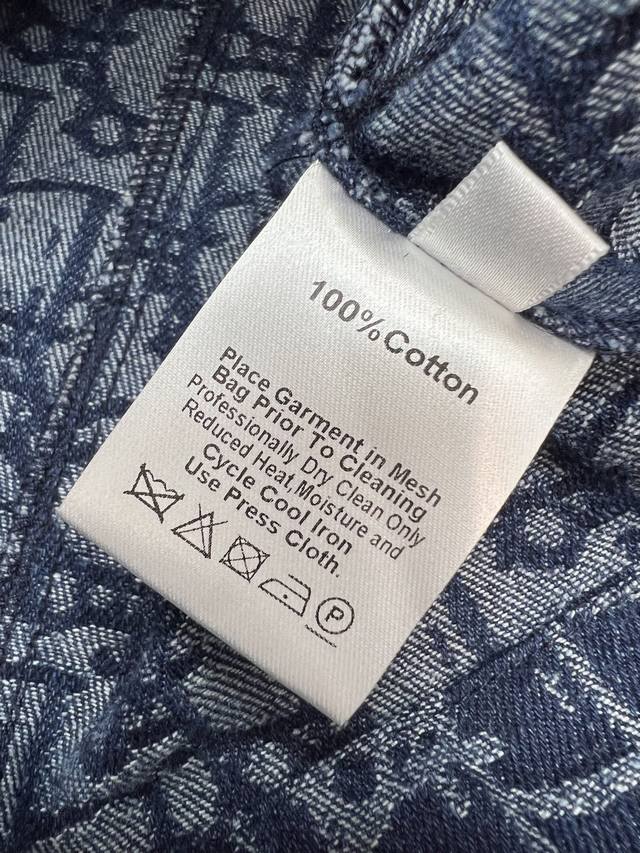 100%Cotton
Place Garment in Mesh
Bag Prior To Cleaning
Professionally Dry Clean Only
Reduced Heat,Moisture and
Cycle Cool Iron
Use Press Cloth.
P